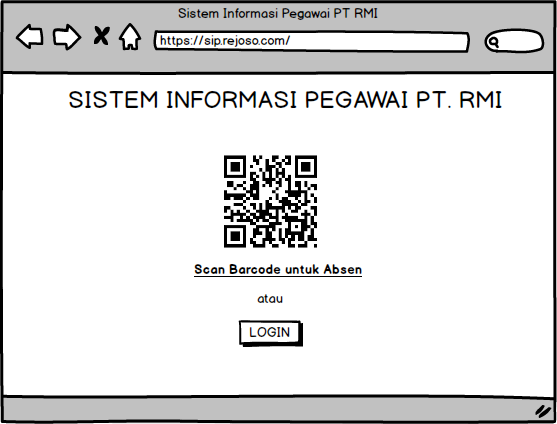 Sistem Informasi Pegawai PT RMI
https://sip.rejoso.com/
SISTEM INFORMASI PEGAWAI PT. RMI
Scan Barcode untuk Absen
atau
LOGIN